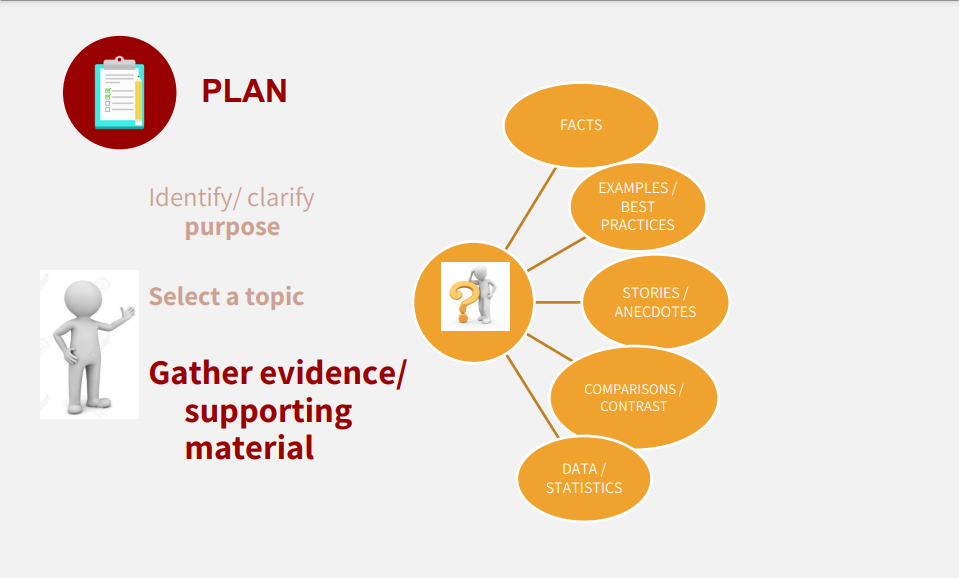 PLAN
Identify/ clarify
purpose
Select a topic
Gather evidence/
supporting
material
FACTS
EXAMPLES /
BEST
PRACTICES
STORIES /
ANECDOTES
COMPARISONS /
CONTRAST
DATA /
STATISTICS